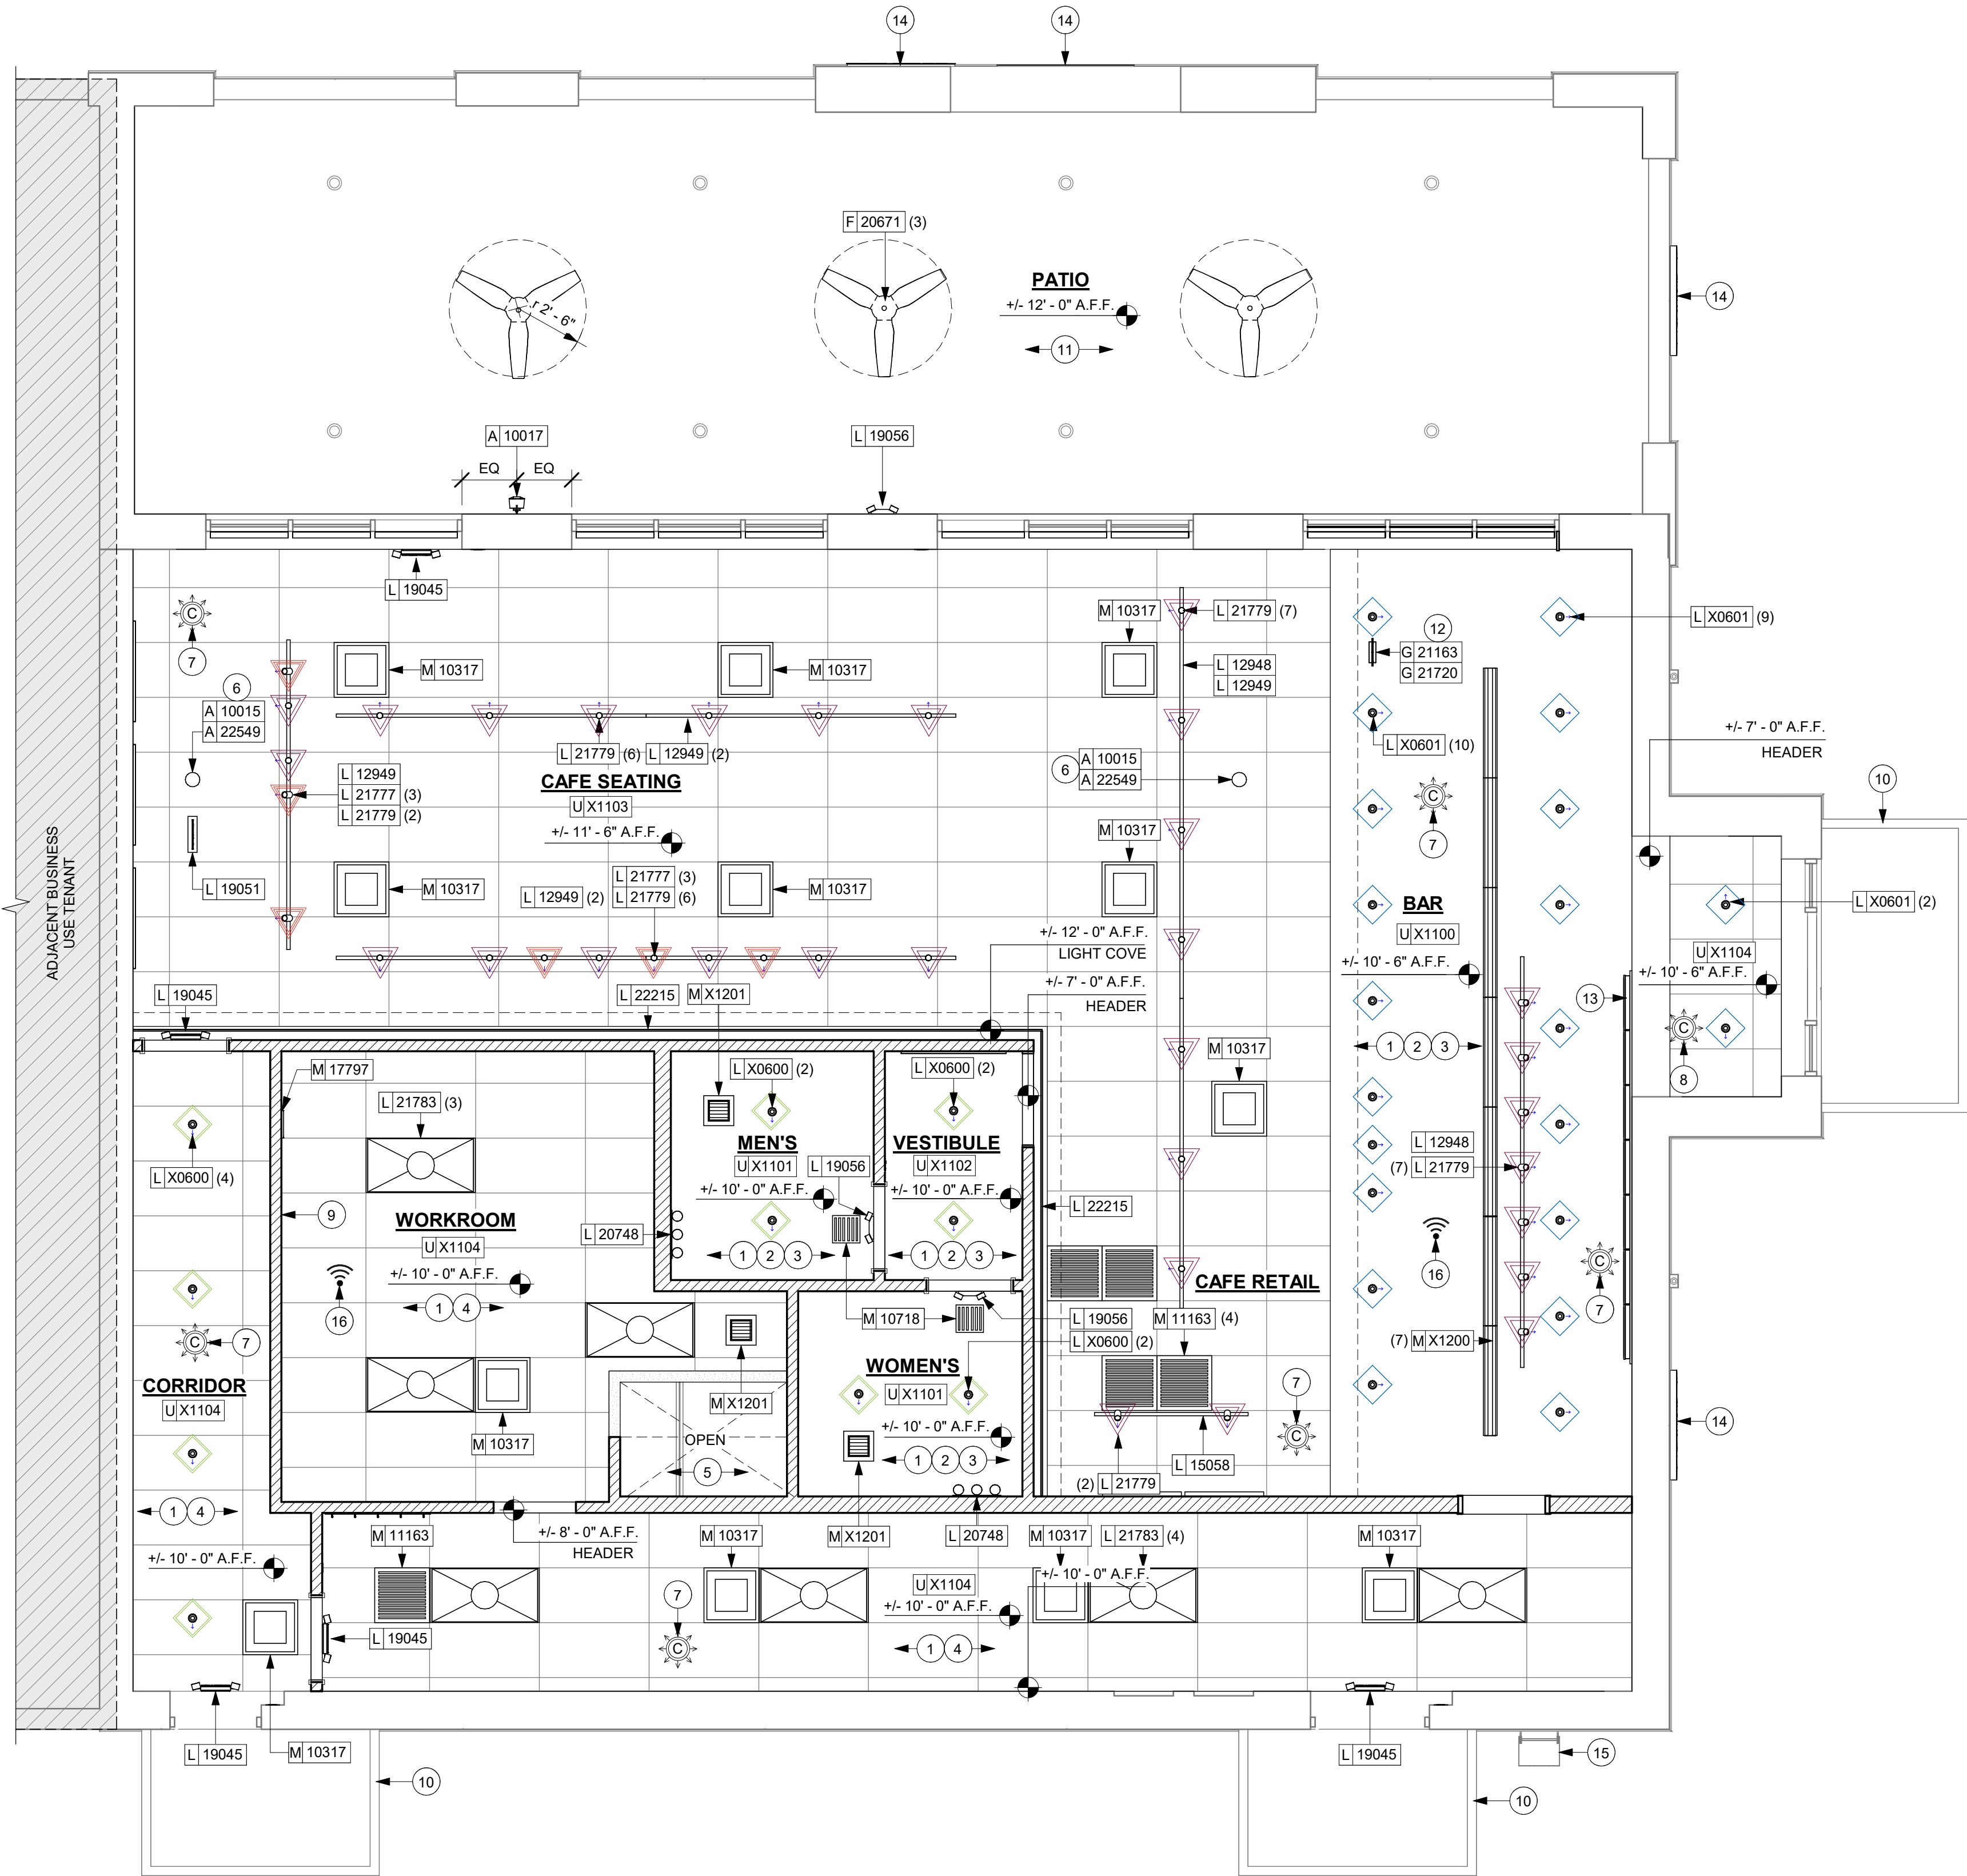 14
14
F 20671 (3)
PATIO
+/- 12' - 0" A.F.F.
11
14
r 2' - 6"
A 10017
EQ EQ
L 19056
L 19045
7
M 10317
M 10317
M 10317
L 21779 (7)
L 12948
L 12949
12
G 21163
G 21720
L X0601 (9)
6
A 10015
A 22549
L 21779 (6)
L 12949 (2)
L X0601 (10)
+/- 7' - 0" A.F.F.
HEADER
CAFE SEATING
U X1103
+/- 11' - 6" A.F.F.
L 12949
L 21777 (3)
L 21779 (2)
6
A 10015
A 22549
C
C
7
10
M 10317
ADJACENT BUSINESS
USE TENANT
L 19051
M 10317
L 12949 (2)
L 21777 (3)
L 21779 (6)
M 10317
BAR
U X1100
+/- 10' - 6" A.F.F.
L X0601 (2)
U X1104
+/- 10' - 6" A.F.F.
+/- 12' - 0" A.F.F.
LIGHT COVE
+/- 7' - 0" A.F.F.
HEADER
L 19045
L 22215
M X1201
13
C
8
1 2 3
M 17797
L 21783 (3)
L X0600 (2)
L X0600 (2)
M 10317
MEN'S
U X1101
+/- 10' - 0" A.F.F.
L 19056
VESTIBULE
U X1102
+/- 10' - 0" A.F.F.
L 12948
(7) L 21779
L X0600 (4)
9
WORKROOM
U X1104
+/- 10' - 0" A.F.F.
L 20748
L 22215
1 2 3
1 2 3
16
1 4
16
C
7
CAFE RETAIL
M 10718
L 19056
L X0600 (2)
M 11163 (4)
(7) M X1200
C
7
CORRIDOR
U X1104
WOMEN'S
U X1101
+/- 10' - 0" A.F.F.
M X1201
7
C
14
M 10317
OPEN
5
1 2 3
L 15058
(2) L 21779
1 4
+/- 10' - 0" A.F.F.
M 11163
+/- 8' - 0" A.F.F.
HEADER
M 10317
M X1201
L 20748
M 10317
L 21783 (4)
M 10317
+/- 10' - 0" A.F.F.
U X1104
+/- 10' - 0" A.F.F.
7
C
1 4
L 19045
L 19045
M 10317
L 19045
15
10
10